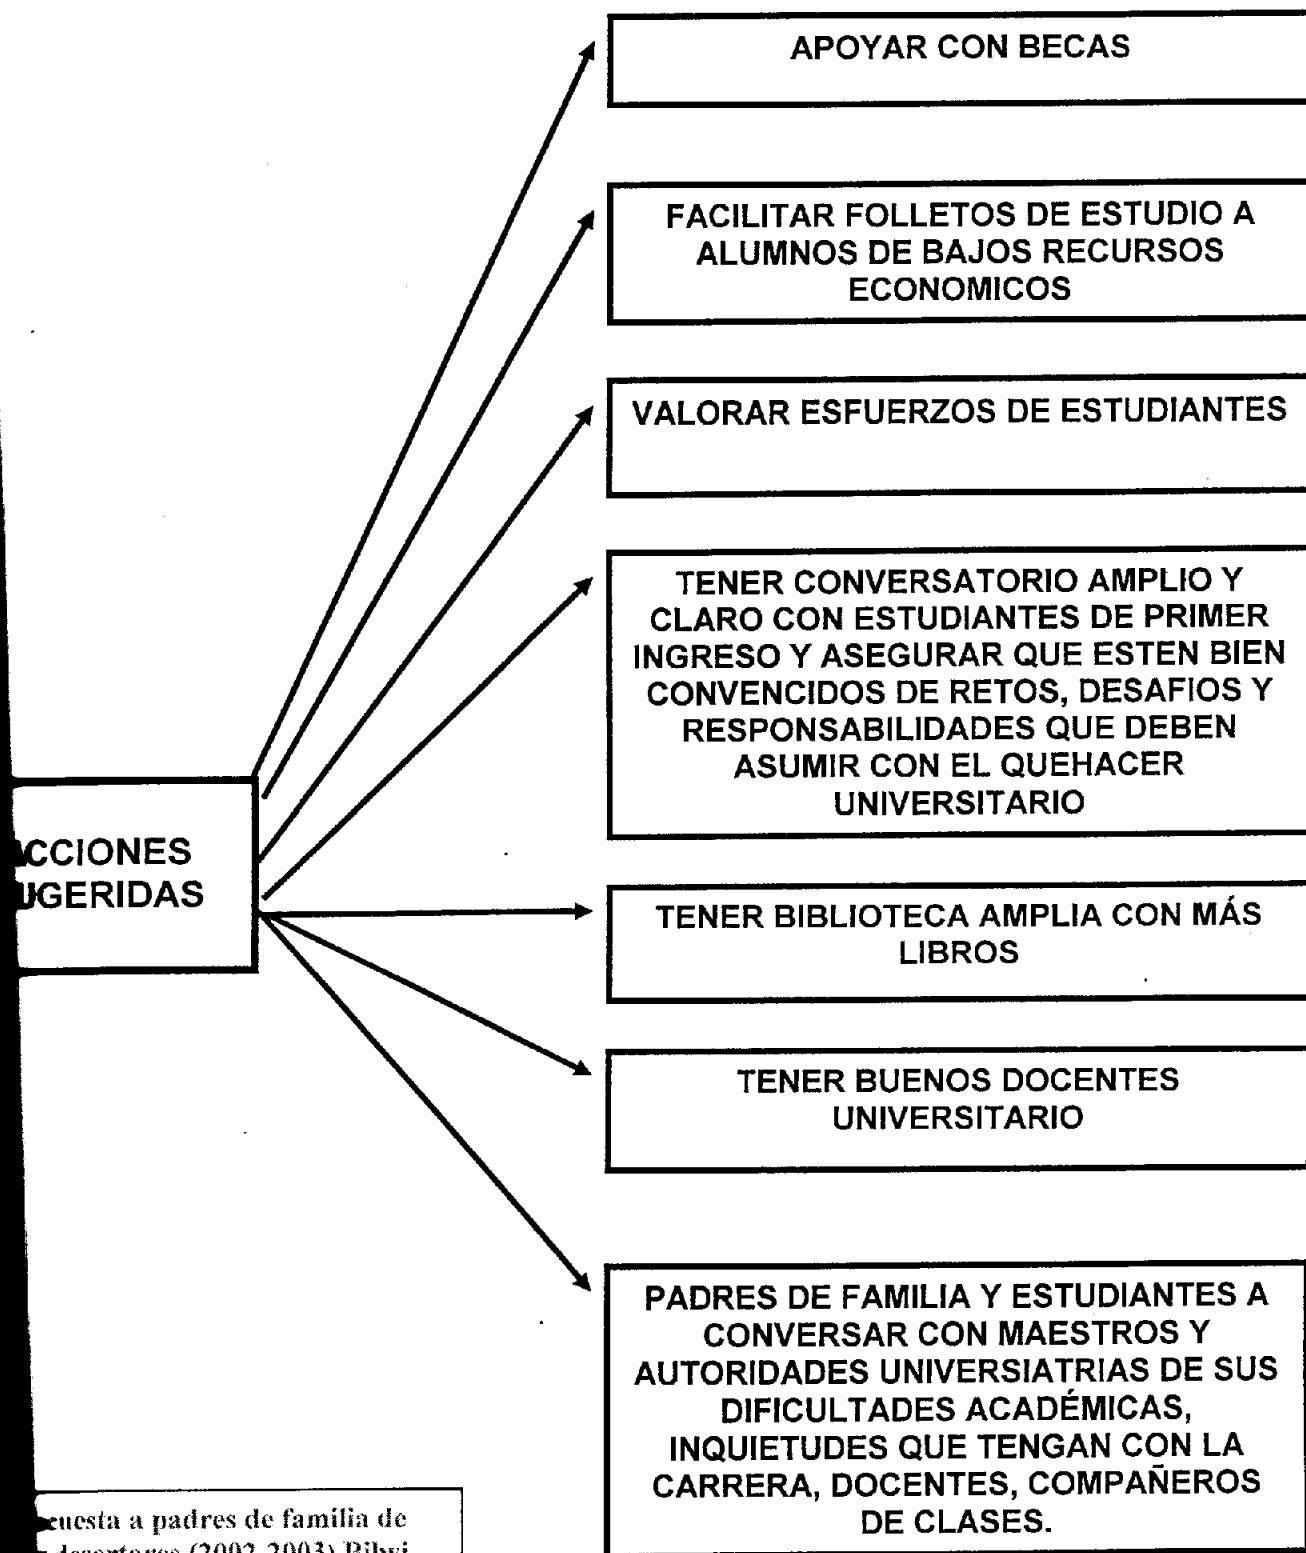 APOYAR CON BECAS
FACILITAR FOLLETOS DE ESTUDIO A
ALUMNOS DE BAJOS RECURSOS
ECONOMICOS
VALORAR ESFUERZOS DE ESTUDIANTES
TENER CONVERSATORIO AMPLIO Y
CLARO CON ESTUDIANTES DE PRIMER
INGRESO Y ASEGURAR QUE ESTEN BIEN
CONVENCIDOS DE RETOS, DESAFIOS Y
RESPONSABILIDADES QUE DEBEN
ASUMIR CON EL QUEHACER
UNIVERSITARIO
CCIONES
UGERIDAS
TENER BIBLIOTECA AMPLIA CON MÁS
LIBROS
TENER BUENOS DOCENTES
UNIVERSITARIO
PADRES DE FAMILIA Y ESTUDIANTES A
CONVERSAR CON MAESTROS Y
AUTORIDADES UNIVERSIATRIAS DE SUS
DIFICULTADES ACADÉMICAS,
INQUIETUDES QUE TENGAN CON LA
CARRERA, DOCENTES, COMPAÑEROS
DE CLASES.
cuesta a padres de familia de